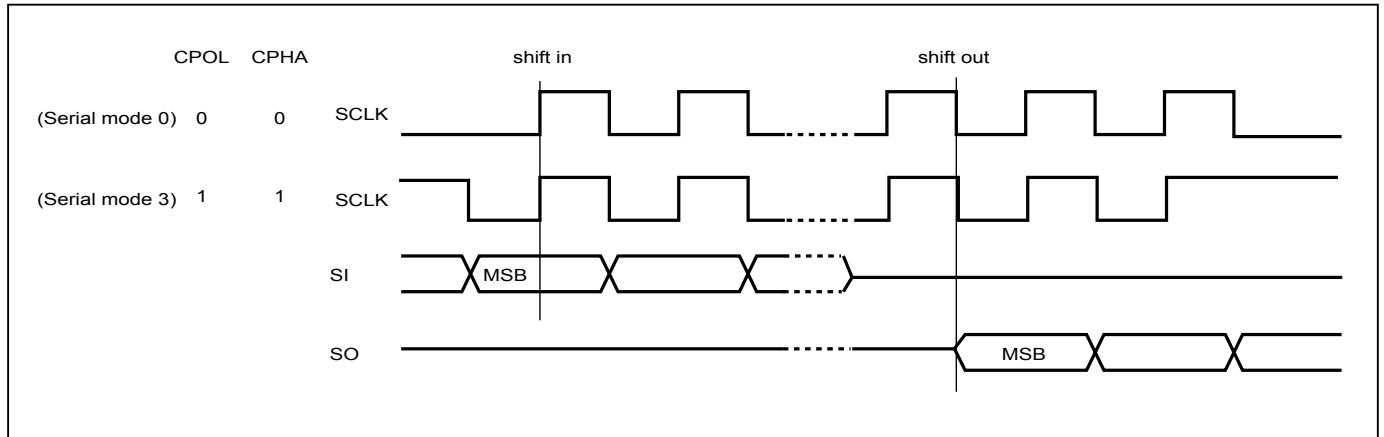 CPOL CPHA shift in shift out
(Serial mode 0) 0 0 SCLK
(Serial mode 3) 1 1 SCLK
SI MSB
SO MSB